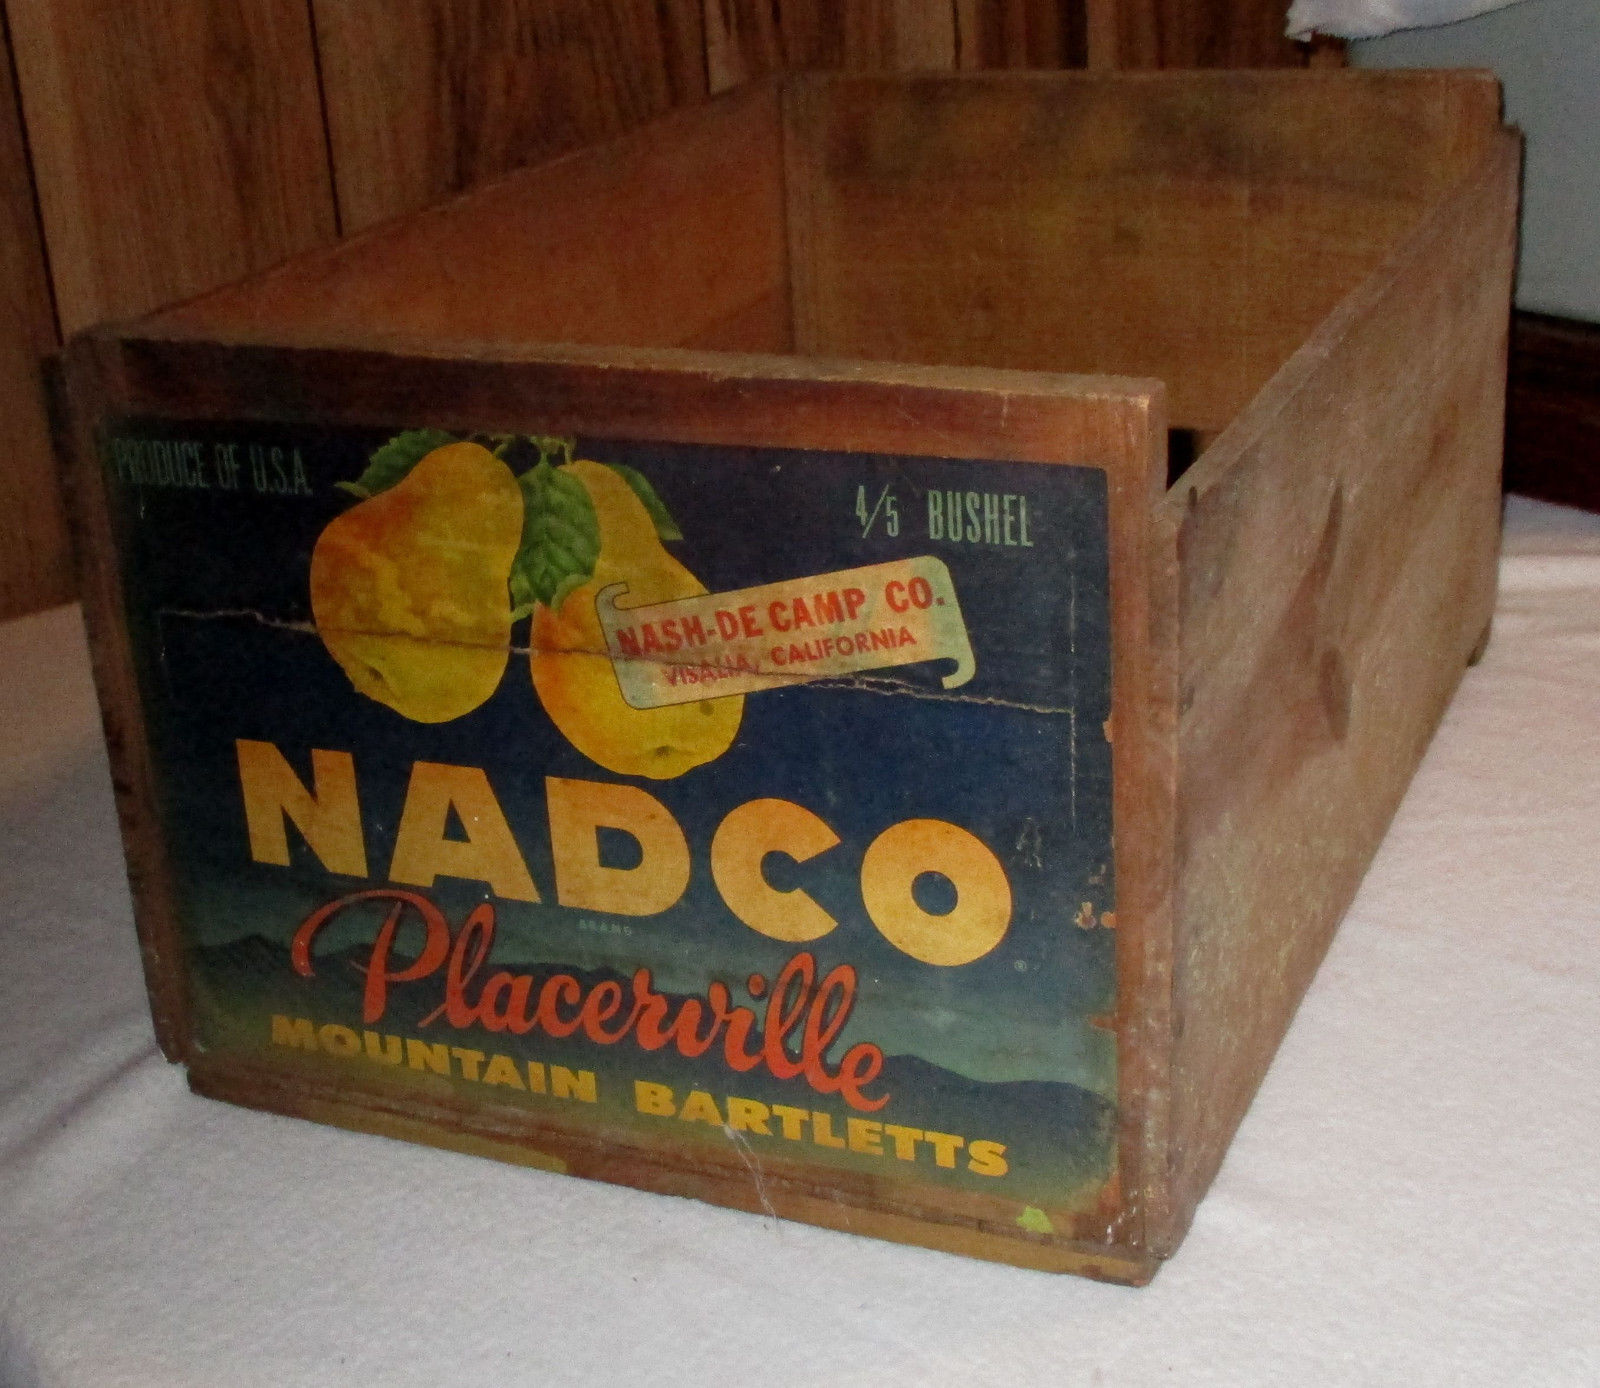 PRODUCE OF U.S.A.
4/5 BUSHEL
NASH-DE CAMP CO.
VISALIA, CALIFORNIA
NADCO
BRAND
®
Placerville
MOUNTAIN BARTLETTS